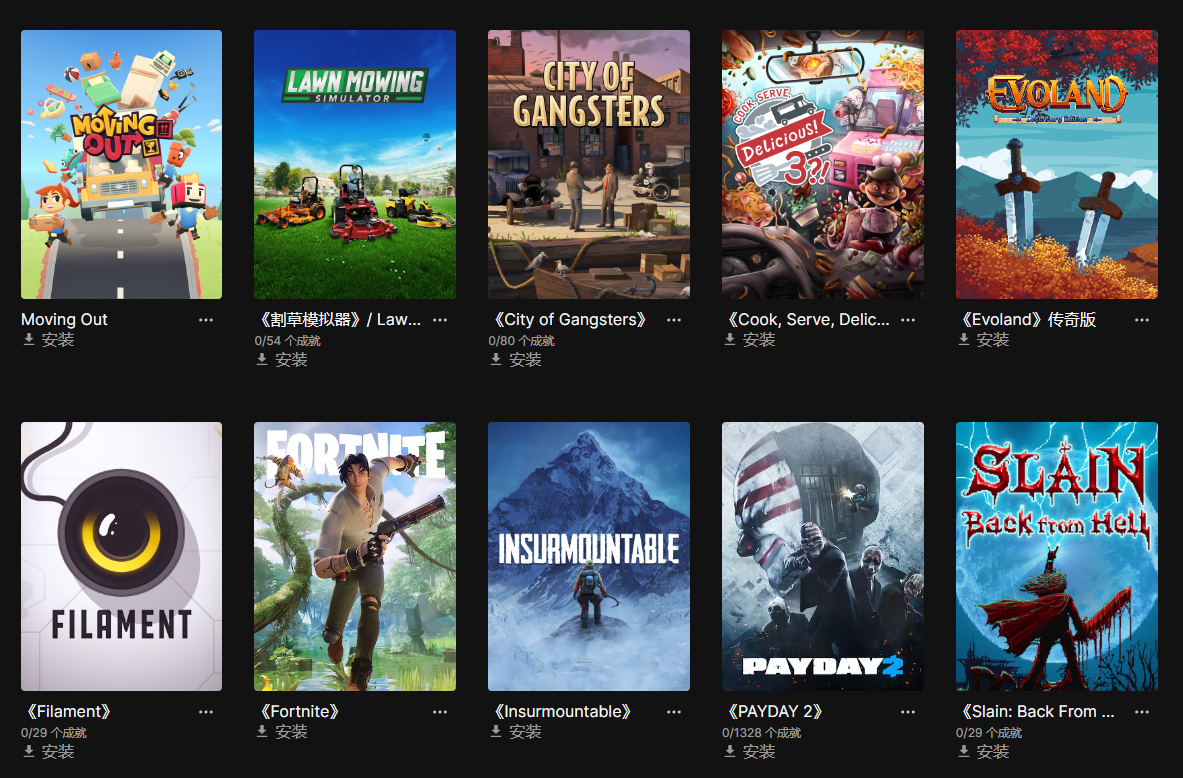 MOVING
OUT
LAWN MOWING
SIMULATOR
CITY OF
GANGSTERS
COOK, SERVE,
Delicious!
3?!
EVOLAND
Legendary Edition
Moving Out
安装
《割草模拟器》/ Law...
0/54 个成就
安装
《City of Gangsters》
0/80 个成就
安装
《Cook, Serve, Delic...
安装
《Evoland》传奇版
安装
FILAMENT
FORTNITE
INSURMOUNTABLE
PAYDAY 2
SLAIN
Back from Hell
《Filament》
0/29 个成就
安装
《Fortnite》
安装
《Insurmountable》
安装
《PAYDAY 2》
0/1328 个成就
安装
《Slain: Back From ...
0/29 个成就
安装